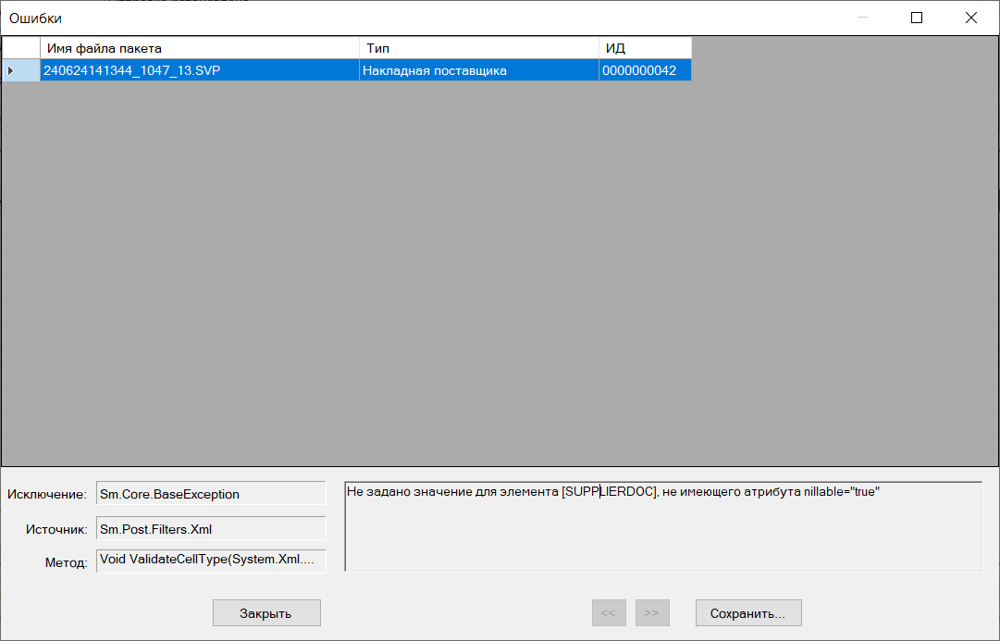 Ошибки
Имя файла пакета Тип ИД
240624141344_1047_13.SVP Накладная поставщика 0000000042
Исключение: Sm.Core.BaseException
Источник: Sm.Post.Filters.Xml
Метод: Void ValidateCellType(System.Xml....
Не задано значение для элемента [SUPPLIERDOC], не имеющего атрибута nillable="true"
Закрыть << >> Сохранить...